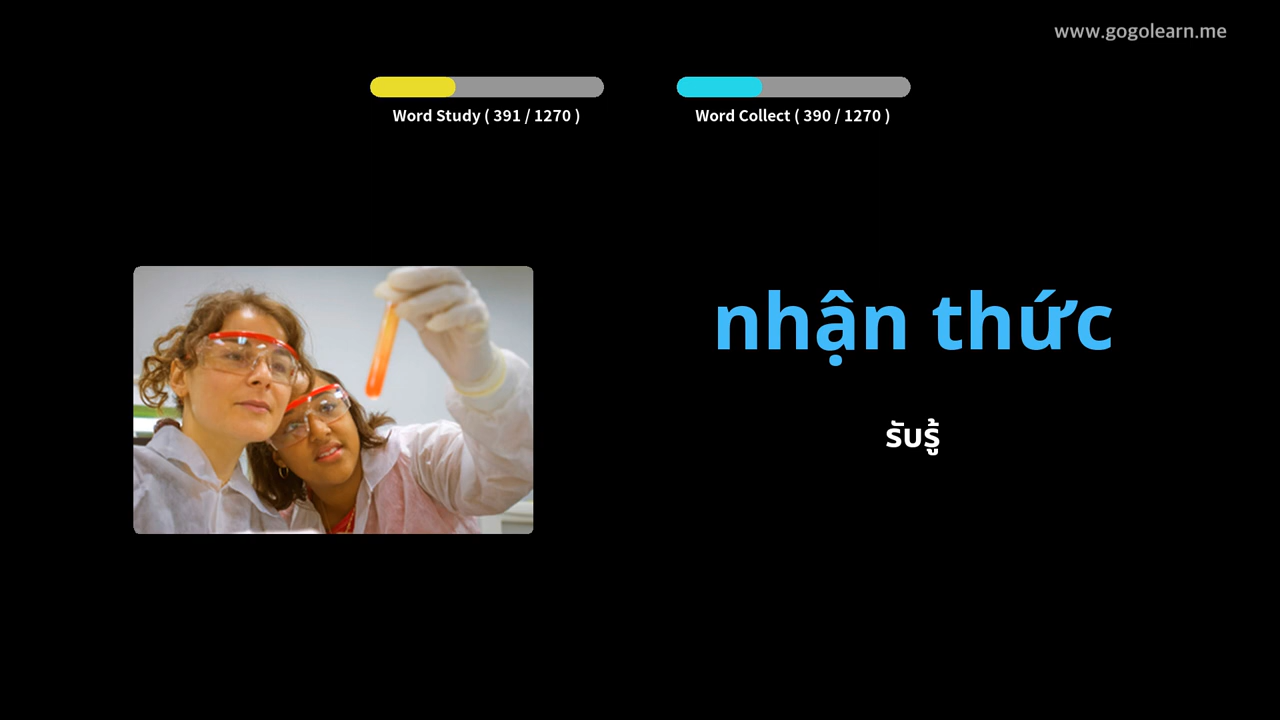 www.gogolearn.me
Word Study ( 391 / 1270 )
Word Collect ( 390 / 1270 )
nhận thức
รับรู้